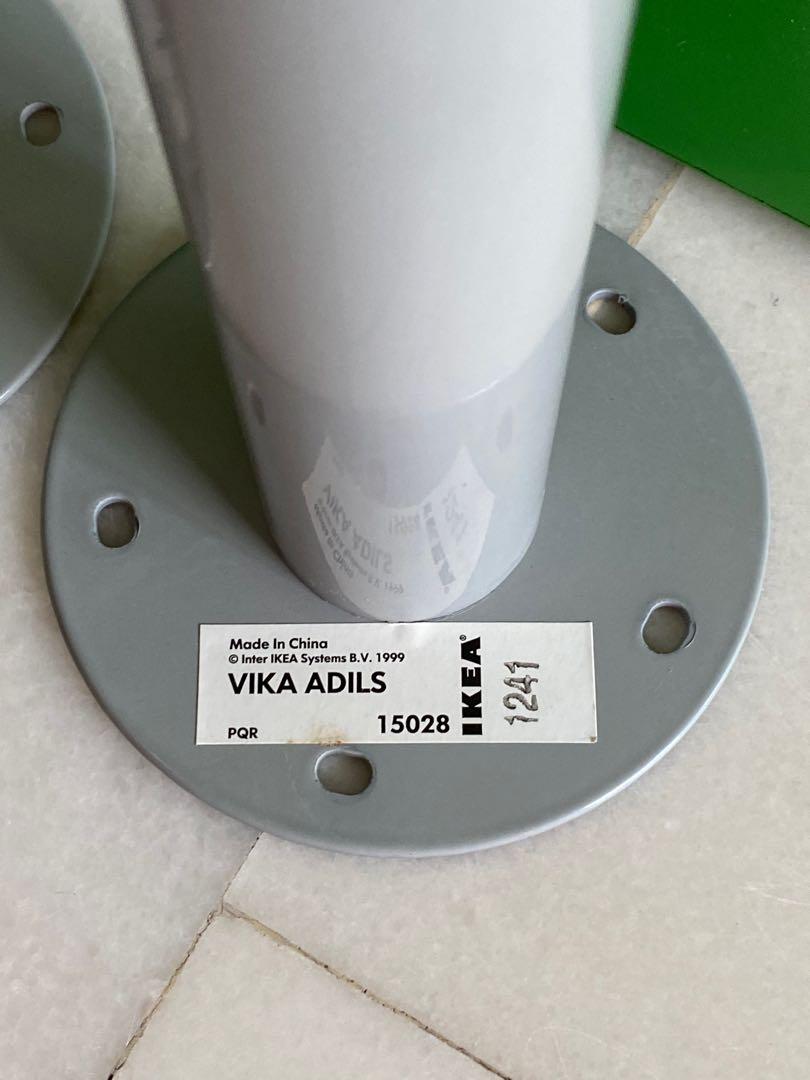 Made In China
© Inter IKEA Systems B.V. 1999
VIKA ADILS
PQR 15028
IKEA®
1241